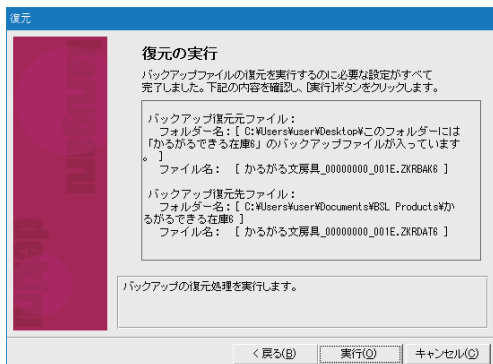 復元
復元の実行
バックアップファイルの復元を実行するのに必要な設定がすべて
完了しました。下記の内容を確認し、[実行]ボタンをクリックします。
バックアップ復元元ファイル：
フォルダー名：[ C:¥Users¥user¥Desktop¥このフォルダーには
「かるがるできる在庫6」のバックアップファイルが入っています
。 ]
ファイル名： [ かるがる文房具_00000000_001E.ZKRBAK6 ]
バックアップ復元先ファイル：
フォルダー名：[ C:¥Users¥user¥Documents¥BSL Products¥か
るがるできる在庫6 ]
ファイル名： [ かるがる文房具_00000000_001E.ZKRDAT6 ]
バックアップの復元処理を実行します。
karugaru
dekiru
< 戻る(B) 実行(O) キャンセル(C)